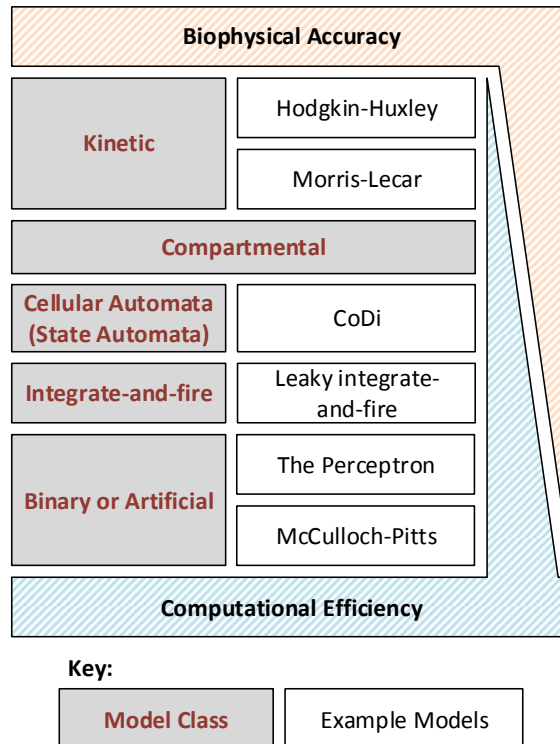 Biophysical Accuracy
Kinetic
Hodgkin-Huxley
Morris-Lecar
Compartmental
Cellular Automata
(State Automata)
CoDi
Integrate-and-fire
Leaky integrate-
and-fire
Binary or Artificial
The Perceptron
McCulloch-Pitts
Computational Efficiency
Key:
Model Class
Example Models